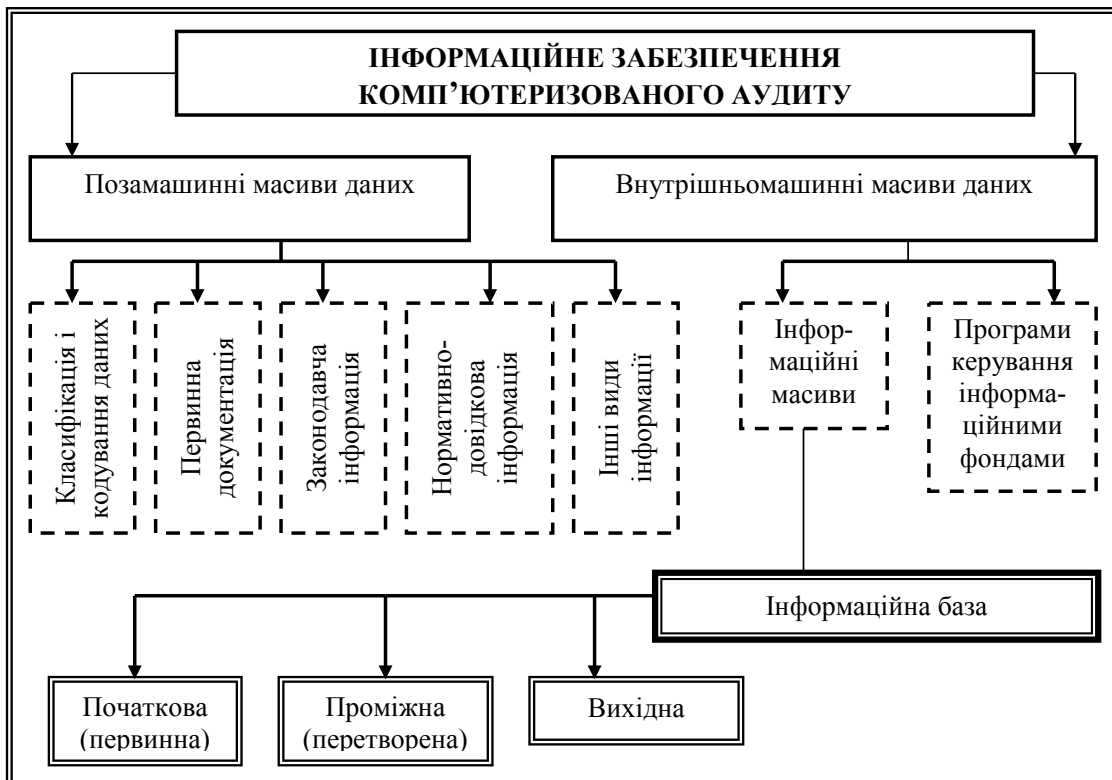 ІНФОРМАЦІЙНЕ ЗАБЕЗПЕЧЕННЯ
КОМП’ЮТЕРИЗОВАНОГО АУДИТУ
Позамашинні масиви даних
Внутрішньомашинні масиви даних
Класифікація і
кодування даних
Первинна
документація
Законодавча
інформація
Нормативно-
довідкова
інформація
Інші види
інформації
Інфор-
маційні
масиви
Програми
керування
інформа-
ційними
фондами
Інформаційна база
Початкова
(первинна)
Проміжна
(перетворена)
Вихідна